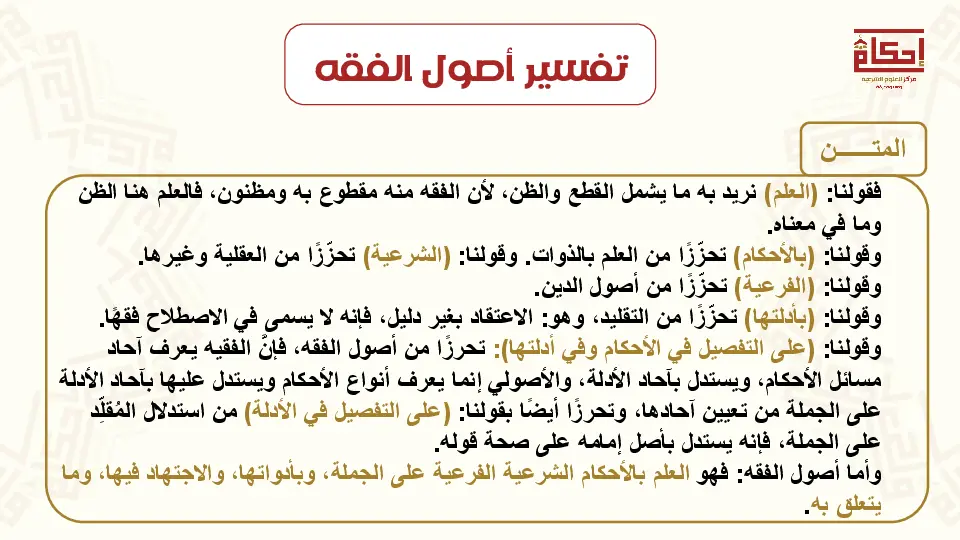 تفسير أصول الفقه
إحكام
مركز للعلوم الشرعية
المتـــــن
فقولنا: (العلم) نريد به ما يشمل القطع والظن، لأن الفقه منه مقطوع به ومظنون، فالعلم هنا الظن
وما في معناه.
وقولنا: (بالأحكام) تحرّزًا من العلم بالذوات. وقولنا: (الشرعية) تحرّزًا من العقلية وغيرها.
وقولنا: (الفرعية) تحرّزًا من أصول الدين.
وقولنا: (بأدلتها) تحرّزًا من التقليد، وهو: الاعتقاد بغير دليل، فإنه لا يسمى في الاصطلاح فقهًا.
وقولنا: (على التفصيل في الأحكام وفي أدلتها): تحرزًا من أصول الفقه، فإنَّ الفقيه يعرف آحاد
مسائل الأحكام، ويستدل بآحاد الأدلة، والأصولي إنما يعرف أنواع الأحكام ويستدل عليها بآحاد الأدلة
على الجملة من تعيين آحادها، وتحرزًا أيضًا بقولنا: (على التفصيل في الأدلة) من استدلال المُقلِّد
على الجملة، فإنه يستدل بأصل إمامه على صحة قوله.
وأما أصول الفقه: فهو العلم بالأحكام الشرعية الفرعية على الجملة، وبأدواتها، والاجتهاد فيها، وما
يتعلق به.